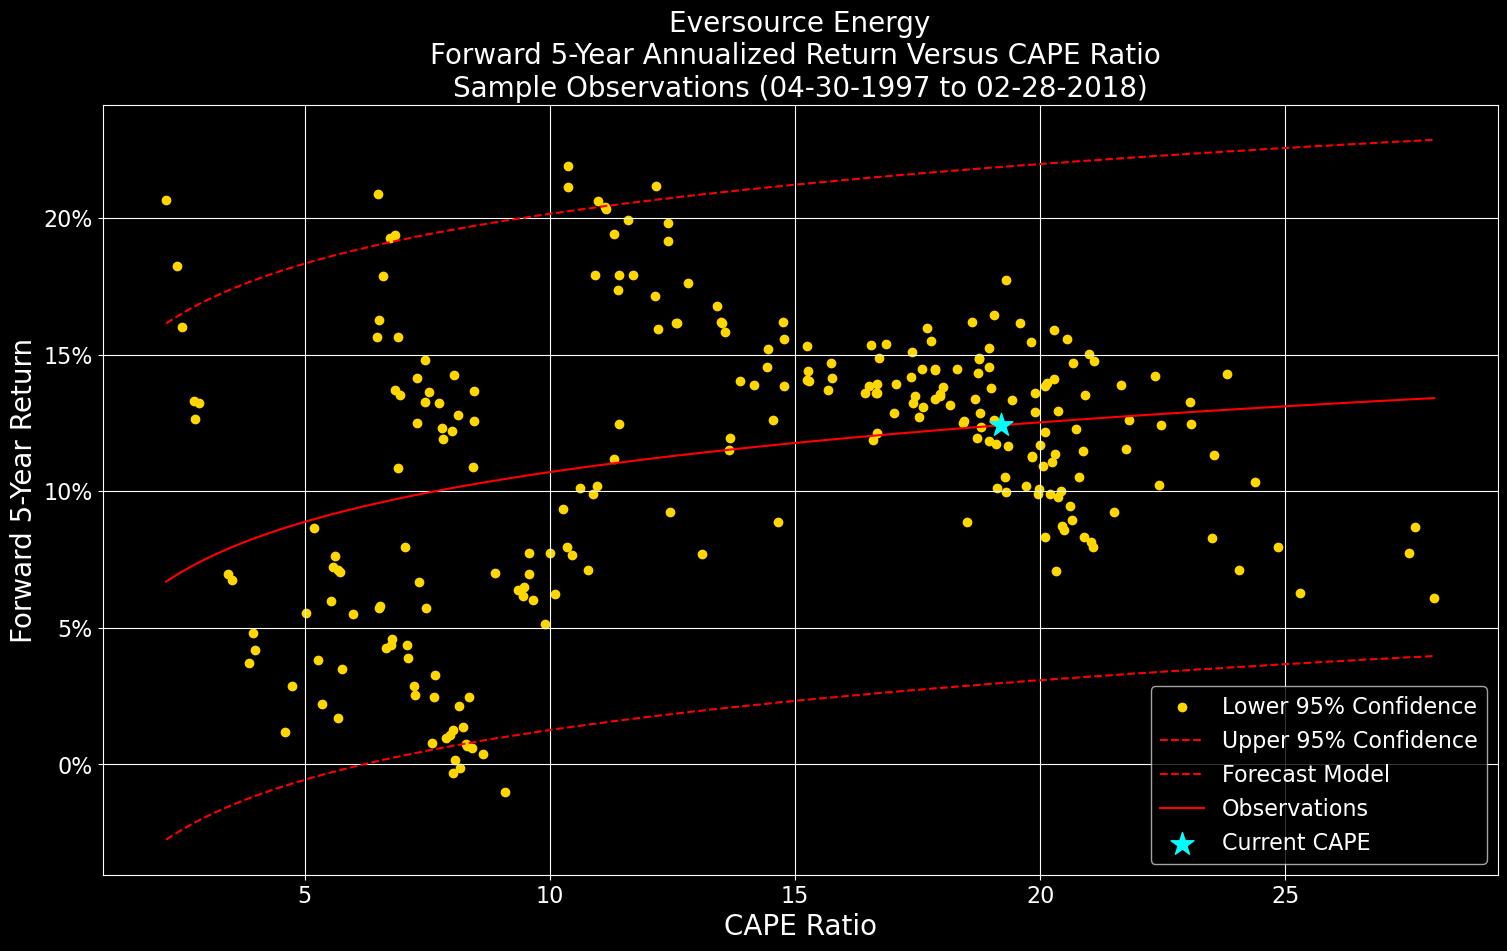 Eversource Energy
Forward 5-Year Annualized Return Versus CAPE Ratio
Sample Observations (04-30-1997 to 02-28-2018)
Forward 5-Year Return
20%
15%
10%
5%
0%
Lower 95% Confidence
Upper 95% Confidence
Forecast Model
Observations
Current CAPE
5
10
15
20
25
CAPE Ratio